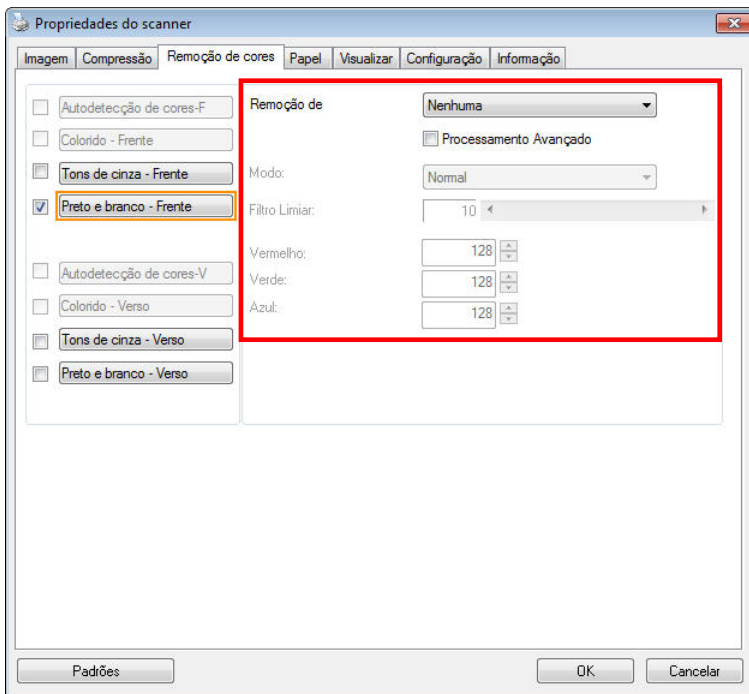 Propriedades do scanner
Imagem Compressão Remoção de cores Papel Visualizar Configuração Informação
Autodetecção de cores-F
Colorido - Frente
Tons de cinza - Frente
Preto e branco - Frente
Autodetecção de cores-V
Colorido - Verso
Tons de cinza - Verso
Preto e branco - Verso
Remoção de Nenhuma
Processamento Avançado
Modo: Normal
Filtro Limiar: 10
Vermelho: 128
Verde: 128
Azul: 128
Padrões OK Cancelar